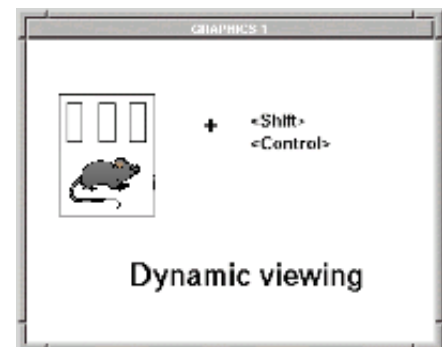 GRAPHICS 1
+ <Shift>
<Control>
Dynamic viewing